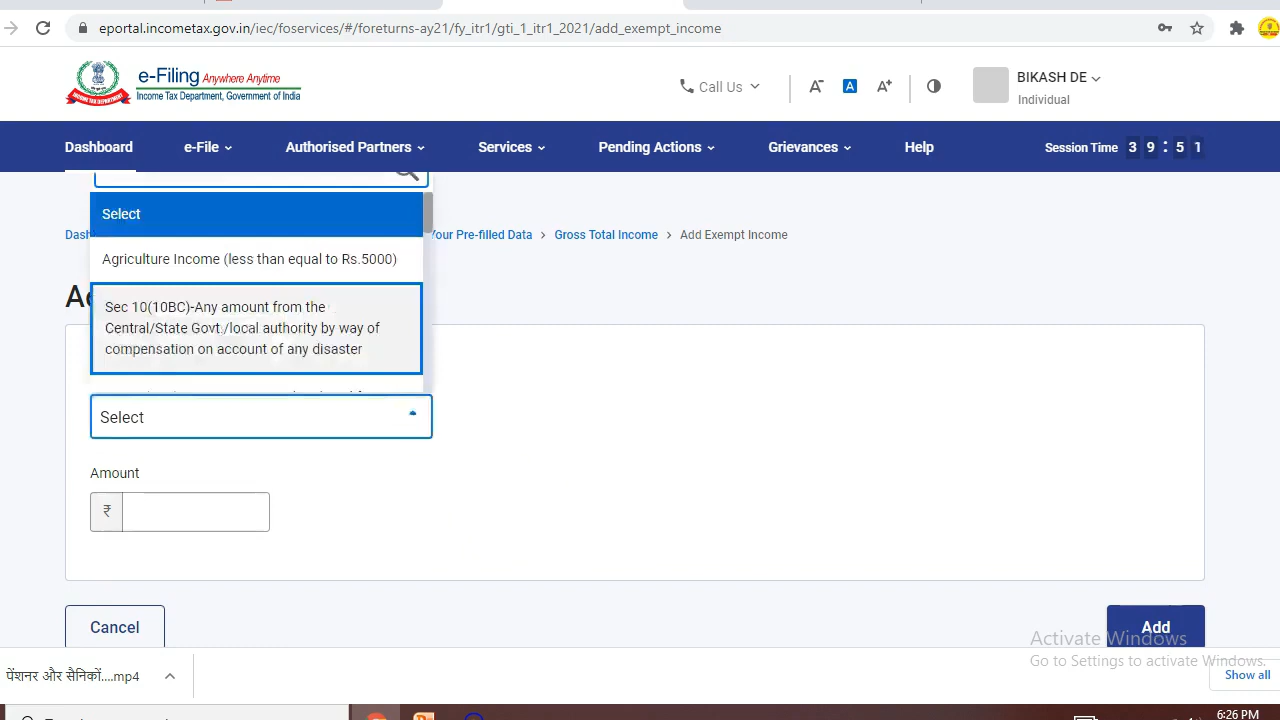 eportal.incometax.gov.in/iec/foservices/#/foreturns-ay21/fy_itr1/gti_1_itr1_2021/add_exempt_income
e-Filing Anywhere Anytime
Income Tax Department, Government of India
Call Us
A-
A
A+
BIKASH DE
Individual
Dashboard
e-File
Authorised Partners
Services
Pending Actions
Grievances
Help
Session Time 3 9 : 5 1
Your Pre-filled Data > Gross Total Income > Add Exempt Income
Select
Agriculture Income (less than equal to Rs.5000)
Sec 10(10BC)-Any amount from the
Central/State Govt./local authority by way of
compensation on account of any disaster
Select
Amount
₹
Cancel
Add
Activate Windows
Go to Settings to activate Windows.
पेंशनर और सैनिकों....mp4
Show all
6:26 PM